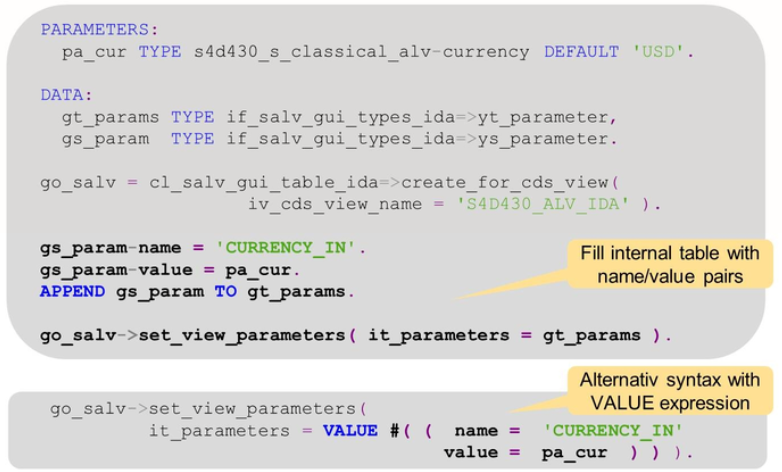 PARAMETERS:
pa_cur TYPE s4d430_s_classical_alv-currency DEFAULT 'USD'.
DATA:
gt_params TYPE if_salv_gui_types_ida=>yt_parameter,
gs_param TYPE if_salv_gui_types_ida=>ys_parameter.
go_salv = cl_salv_gui_table_ida=>create_for_cds_view(
iv_cds_view_name = 'S4D430_ALV_IDA' ).
gs_param-name = 'CURRENCY_IN'.
gs_param-value = pa_cur.
APPEND gs_param TO gt_params.
Fill internal table with
name/value pairs
go_salv->set_view_parameters( it_parameters = gt_params ).
Alternativ syntax with
VALUE expression
go_salv->set_view_parameters(
it_parameters = VALUE #( ( name = 'CURRENCY_IN'
value = pa_cur ) ) ).